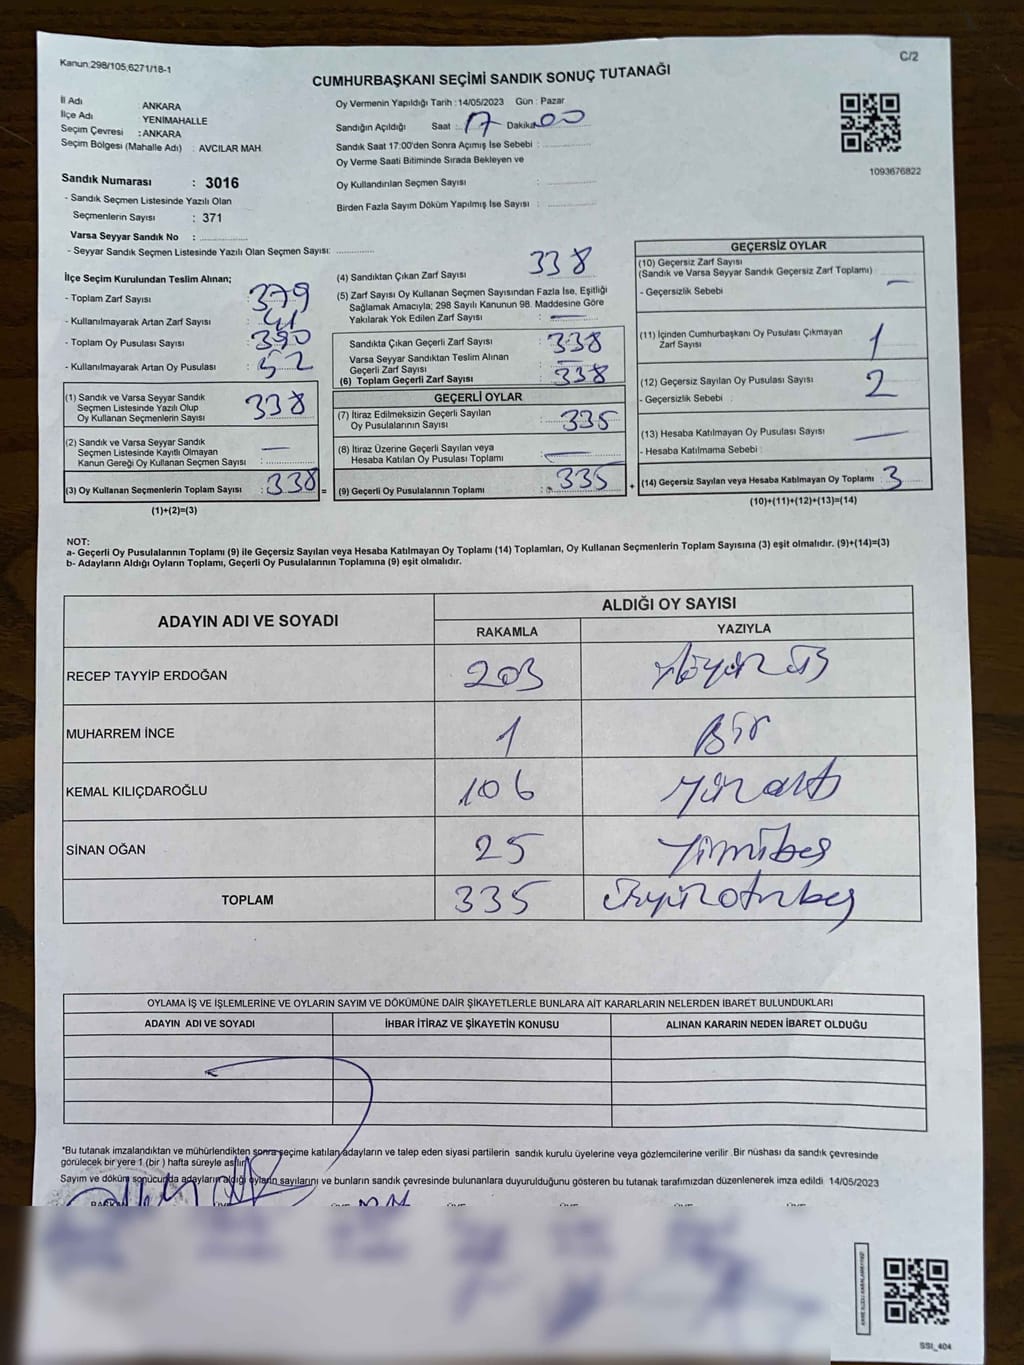 Kanun:298/105,6271/18-1
C/2
CUMHURBAŞKANI SEÇİMİ SANDIK SONUÇ TUTANAĞI
İl Adı : ANKARA
İlçe Adı : YENİMAHALLE
Seçim Çevresi : ANKARA
Seçim Bölgesi (Mahalle Adı) : AVCILAR MAH.
Oy Vermenin Yapıldığı Tarih :14/05/2023 Gün : Pazar
Sandığın Açıldığı Saat : 17 Dakika 00
Sandık Saat 17:00'den Sonra Açımış İse Sebebi :
Oy Verme Saati Bitiminde Sırada Bekleyen ve
Oy Kullandırılan Seçmen Sayısı :
Birden Fazla Sayım Döküm Yapılmış İse Sayısı :
1093676822
Sandık Numarası : 3016
- Sandık Seçmen Listesinde Yazılı Olan
Seçmenlerin Sayısı : 371
Varsa Seyyar Sandık No :
- Seyyar Sandık Seçmen Listesinde Yazılı Olan Seçmen Sayısı:
İlçe Seçim Kurulundan Teslim Alınan;
- Toplam Zarf Sayısı : 379
- Kullanılmayarak Artan Zarf Sayısı : 41
- Toplam Oy Pusulası Sayısı : 390
- Kullanılmayarak Artan Oy Pusulası : 52
(1) Sandık ve Varsa Seyyar Sandık
Seçmen Listesinde Yazılı Olup
Oy Kullanan Seçmenlerin Sayısı : 338
(2) Sandık ve Varsa Seyyar Sandık
Seçmen Listesinde Kayıtlı Olmayan
Kanun Gereği Oy Kullanan Seçmen Sayısı : —
(3) Oy Kullanan Seçmenlerin Toplam Sayısı : 338 =
(1)+(2)=(3)
(4) Sandıktan Çıkan Zarf Sayısı 338
(5) Zarf Sayısı Oy Kullanan Seçmen Sayısından Fazla İse, Eşitliği
Sağlamak Amacıyla; 298 Sayılı Kanunun 98. Maddesine Göre
Yakılarak Yok Edilen Zarf Sayısı : —
Sandıkta Çıkan Geçerli Zarf Sayısı : 338
Varsa Seyyar Sandıktan Teslim Alınan
Geçerli Zarf Sayısı : —
(6) Toplam Geçerli Zarf Sayısı : 338
GEÇERLİ OYLAR
(7) İtiraz Edilmeksizin Geçerli Sayılan
Oy Pusulalarının Sayısı : 335
(8) İtiraz Üzerine Geçerli Sayılan veya
Hesaba Katılan Oy Pusulası Toplamı : —
(9) Geçerli Oy Pusulalarının Toplamı : 335 +
GEÇERSİZ OYLAR
(10) Geçersiz Zarf Sayısı
(Sandık ve Varsa Seyyar Sandık Geçersiz Zarf Toplamı)
- Geçersizlik Sebebi : —
(11) İçinden Cumhurbaşkanı Oy Pusulası Çıkmayan
Zarf Sayısı 1
(12) Geçersiz Sayılan Oy Pusulası Sayısı 2
- Geçersizlik Sebebi :
(13) Hesaba Katılmayan Oy Pusulası Sayısı —
- Hesaba Katılmama Sebebi :
(14) Geçersiz Sayılan veya Hesaba Katılmayan Oy Toplamı : 3
(10)+(11)+(12)+(13)=(14)
NOT:
a- Geçerli Oy Pusulalarının Toplamı (9) ile Geçersiz Sayılan veya Hesaba Katılmayan Oy Toplamı (14) Toplamları, Oy Kullanan Seçmenlerin Toplam Sayısına (3) eşit olmalıdır. (9)+(14)=(3)
b- Adayların Aldığı Oyların Toplamı, Geçerli Oy Pusulalarının Toplamına (9) eşit olmalıdır.
ADAYIN ADI VE SOYADI ALDIĞI OY SAYISI
RAKAMLA YAZIYLA
RECEP TAYYİP ERDOĞAN 203 ikiyüz üç
MUHARREM İNCE 1 Bir
KEMAL KILIÇDAROĞLU 106 Yüz altı
SİNAN OĞAN 25 Yirmibeş
TOPLAM 335 Üçyüzotuzbeş
OYLAMA İŞ VE İŞLEMLERİNE VE OYLARIN SAYIM VE DÖKÜMÜNE DAİR ŞİKAYETLERLE BUNLARA AİT KARARLARIN NELERDEN İBARET BULUNDUKLARI
ADAYIN ADI VE SOYADI İHBAR İTİRAZ VE ŞİKAYETİN KONUSU ALINAN KARARIN NEDEN İBARET OLDUĞU
*Bu tutanak imzalandıktan ve mühürlendikten sonra seçime katılan adayların ve talep eden siyasi partilerin sandık kurulu üyelerine veya gözlemcilerine verilir .Bir nüshası da sandık çevresinde
görülecek bir yere 1 (bir ) hafta süreyle asılır.
Sayım ve döküm sonucunda adayların aldığı oyların sayılarını ve bunların sandık çevresinde bulunanlara duyurulduğunu gösteren bu tutanak tarafımızdan düzenlenerek imza edildi 14/05/2023
SSI_404